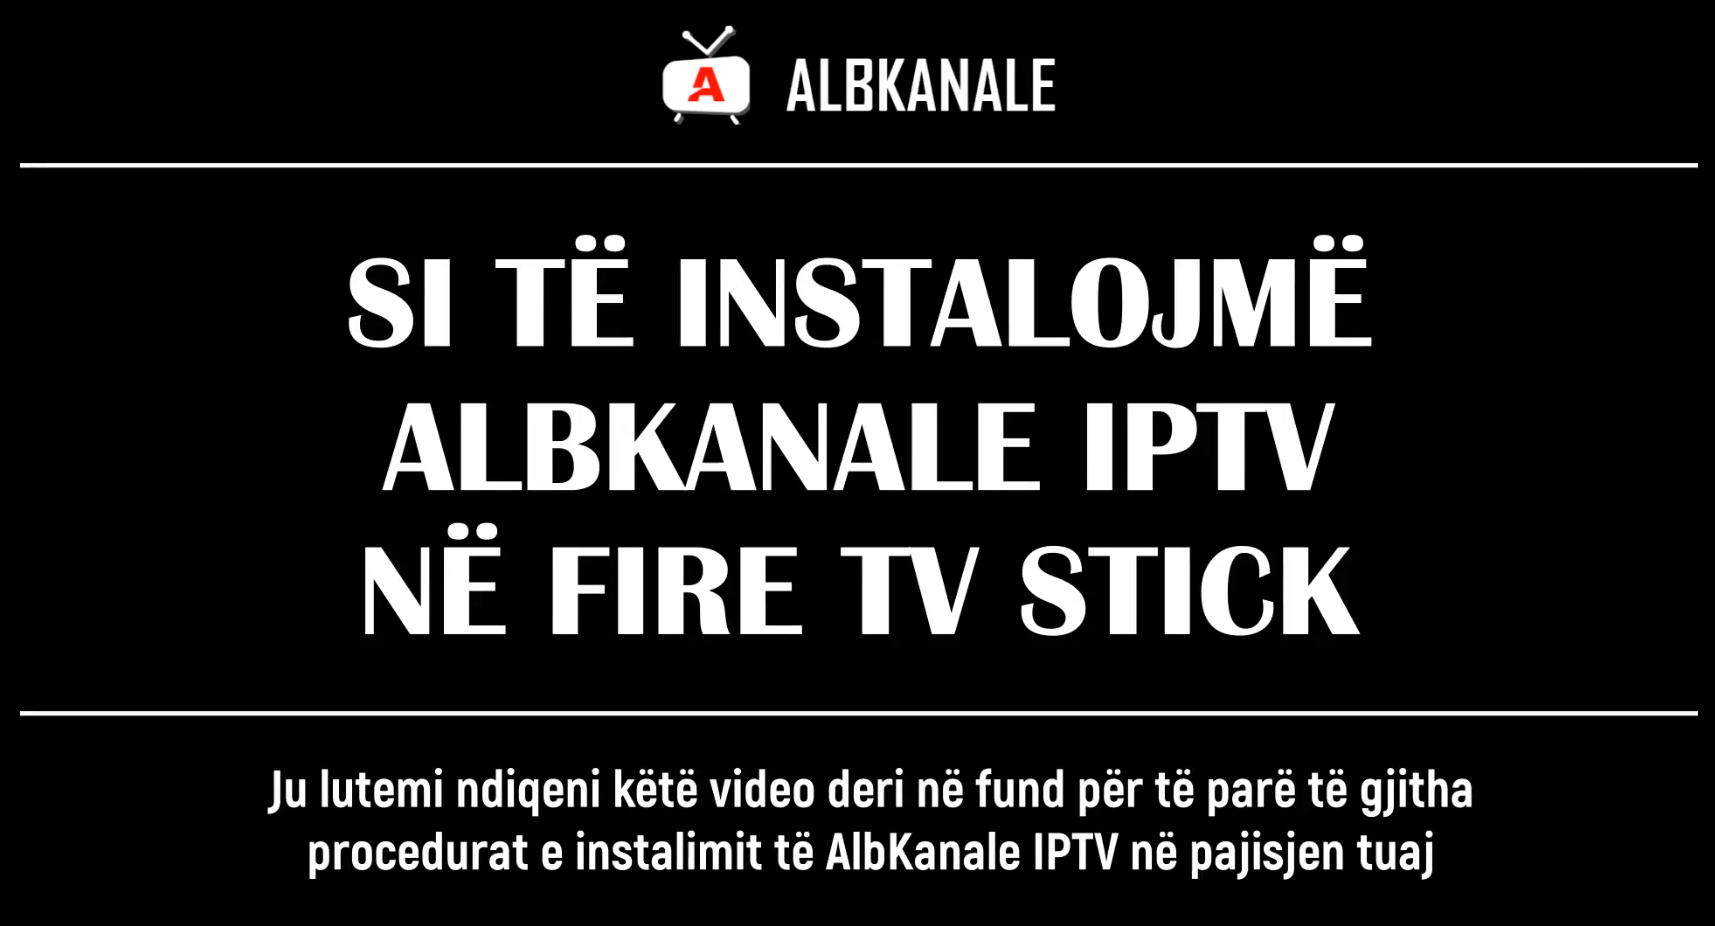 ALBKANALE
SI TË INSTALOJMË
ALBKANALE IPTV
NË FIRE TV STICK
Ju lutemi ndiqeni këtë video deri në fund për të parë të gjitha
procedurat e instalimit të AlbKanale IPTV në pajisjen tuaj